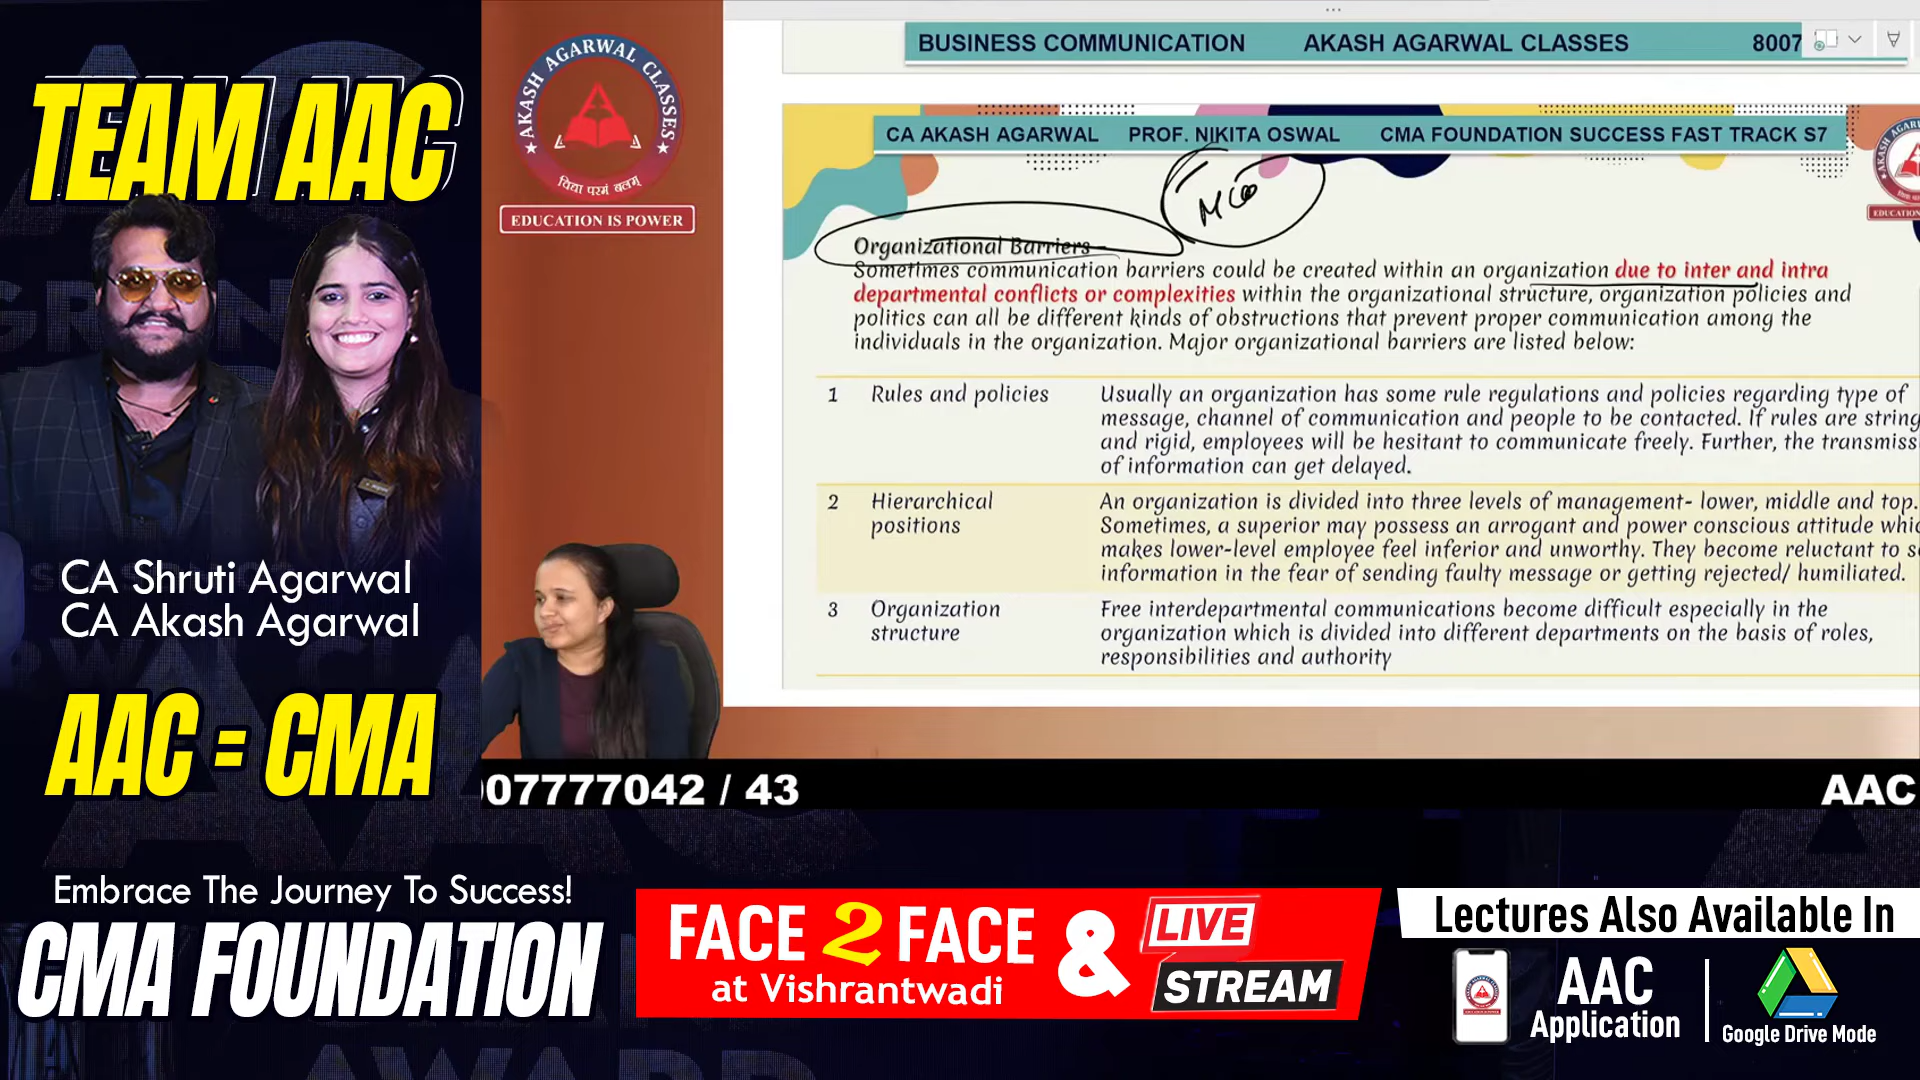 TEAM AAC
CA Shruti Agarwal
CA Akash Agarwal
AAC = CMA
Embrace The Journey To Success!
CMA FOUNDATION
AKASH AGARWAL CLASSES
विद्या परमं बलम्
EDUCATION IS POWER
BUSINESS COMMUNICATION AKASH AGARWAL CLASSES 8007
CA AKASH AGARWAL PROF. NIKITA OSWAL CMA FOUNDATION SUCCESS FAST TRACK S7
MCQ
Organizational Barriers –
Sometimes communication barriers could be created within an organization due to inter and intra
departmental conflicts or complexities within the organizational structure, organization policies and
politics can all be different kinds of obstructions that prevent proper communication among the
individuals in the organization. Major organizational barriers are listed below:
1 Rules and policies Usually an organization has some rule regulations and policies regarding type of
message, channel of communication and people to be contacted. If rules are string
and rigid, employees will be hesitant to communicate freely. Further, the transmiss
of information can get delayed.
2 Hierarchical positions An organization is divided into three levels of management- lower, middle and top.
Sometimes, a superior may possess an arrogant and power conscious attitude whic
makes lower-level employee feel inferior and unworthy. They become reluctant to s
information in the fear of sending faulty message or getting rejected/ humiliated.
3 Organization structure Free interdepartmental communications become difficult especially in the
organization which is divided into different departments on the basis of roles,
responsibilities and authority
07777042 / 43
AAC
FACE 2 FACE & LIVE STREAM
at Vishrantwadi
Lectures Also Available In
AAC Application
Google Drive Mode